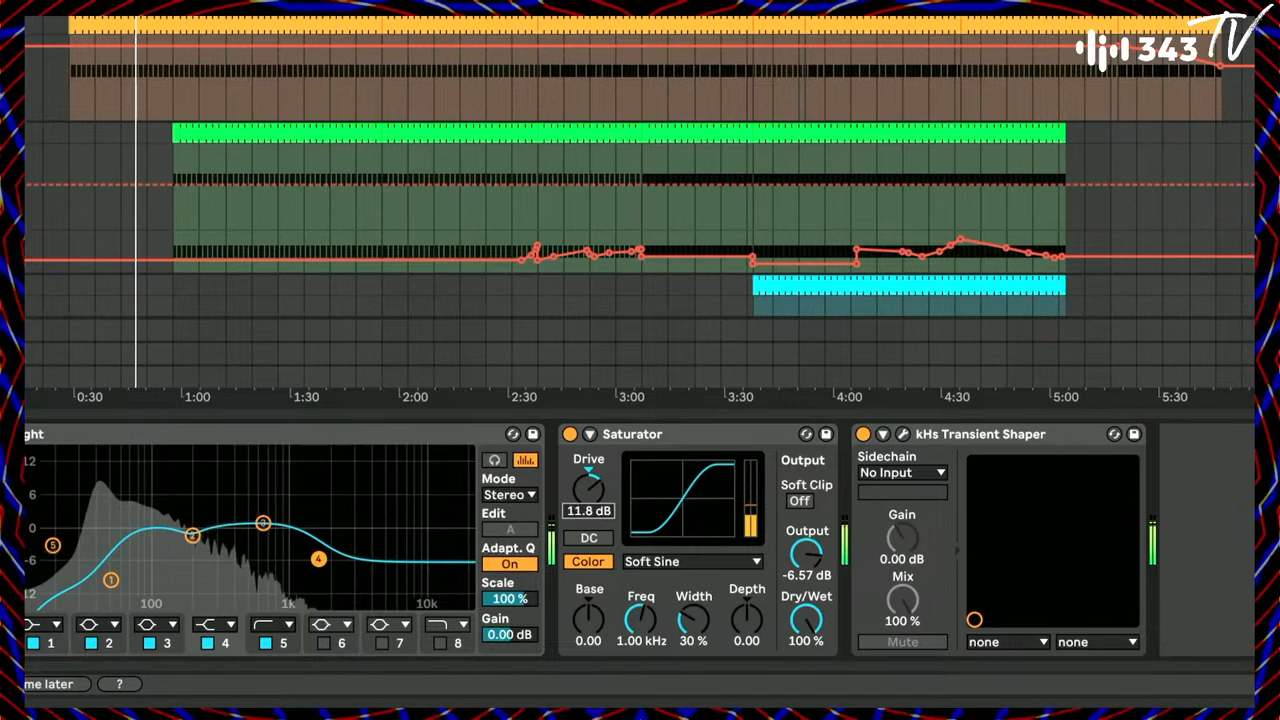 343 TV
0:30 1:00 1:30 2:00 2:30 3:00 3:30 4:00 4:30 5:00 5:30
ght
Saturator
kHs Transient Shaper
12
6
0
-6
12
100 1k 10k
5
1
2
3
4
Mode
Stereo
Edit
A
Adapt. Q
On
Scale
100 %
Gain
0.00 dB
1 2 3 4 5 6 7 8
Drive
11.8 dB
DC
Color
Soft Sine
Base
0.00
Freq
1.00 kHz
Width
30 %
Depth
0.00
Output
Soft Clip
Off
Output
-6.57 dB
Dry/Wet
100 %
Sidechain
No Input
Gain
0.00 dB
Mix
100 %
Mute
none none
me later ?